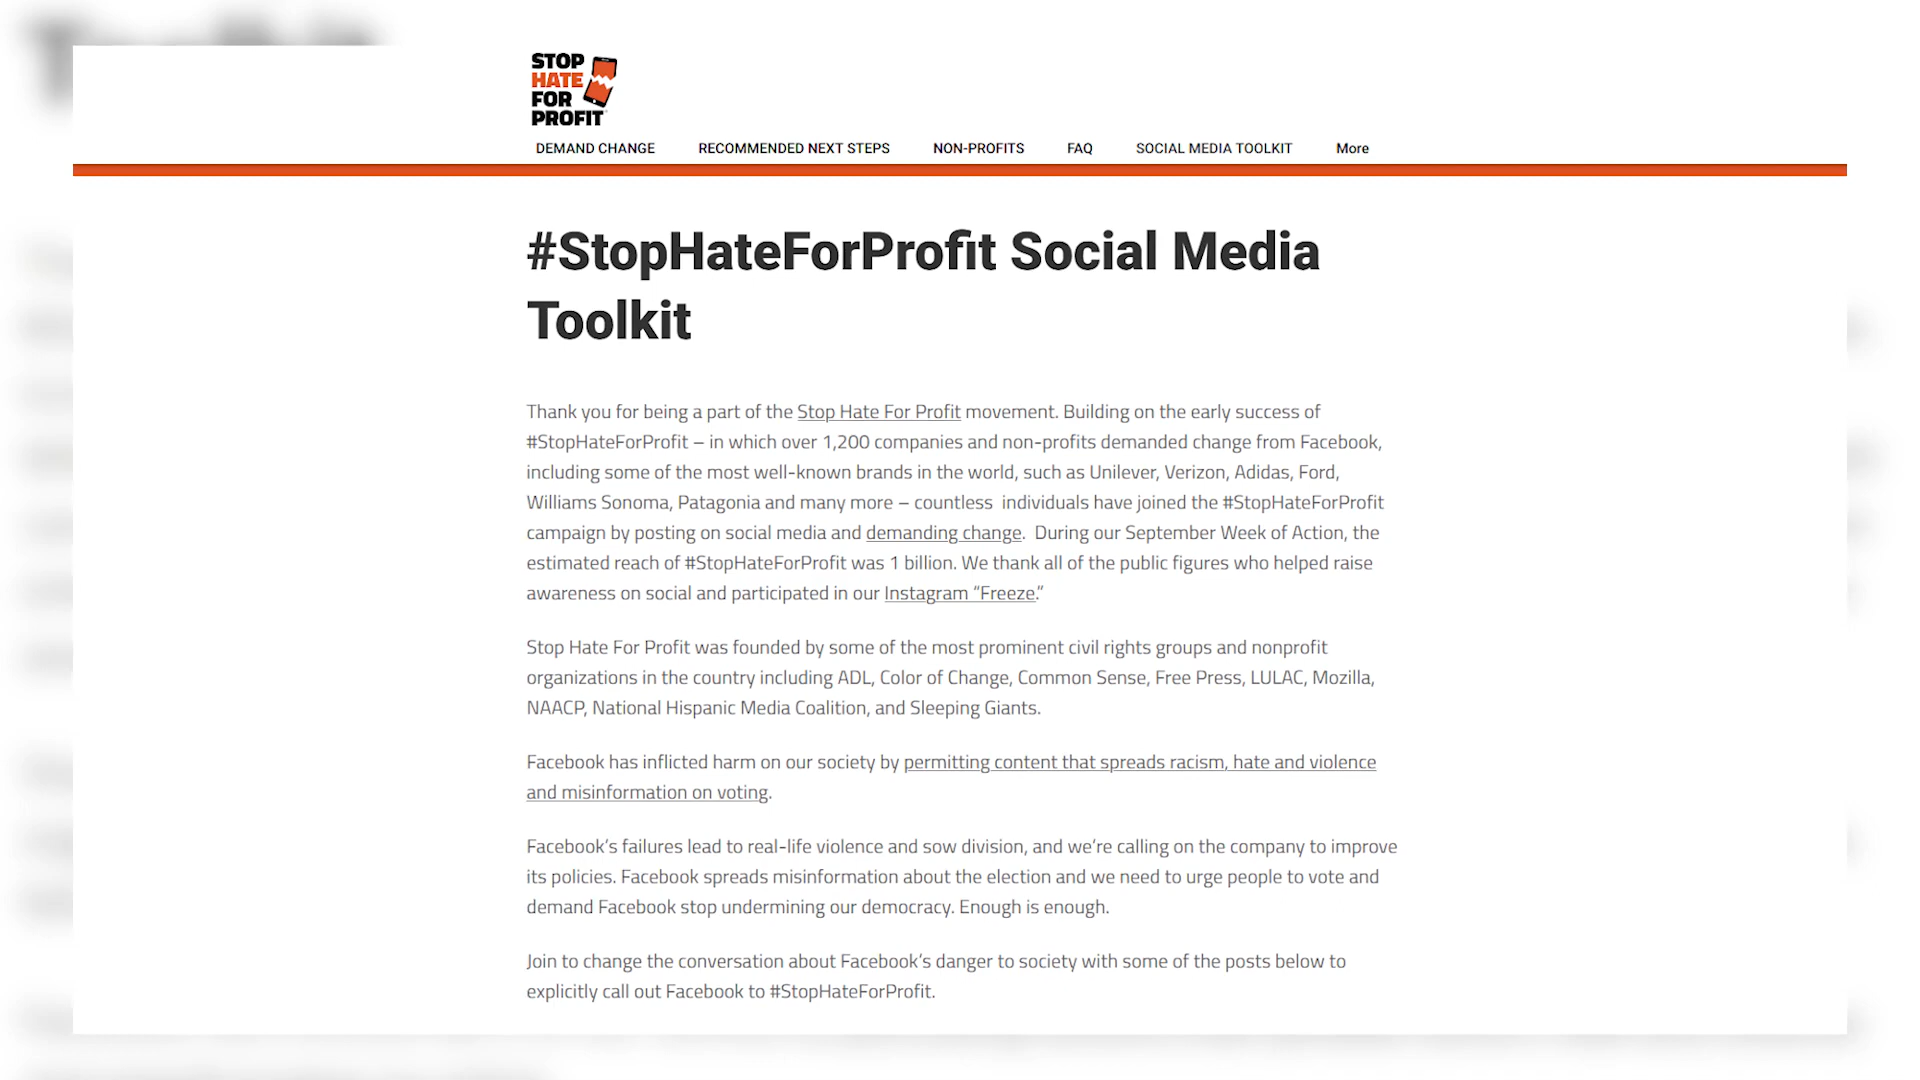 STOP
HATE
FOR
PROFIT
DEMAND CHANGE RECOMMENDED NEXT STEPS NON-PROFITS FAQ SOCIAL MEDIA TOOLKIT More
#StopHateForProfit Social Media
Toolkit
Thank you for being a part of the Stop Hate For Profit movement. Building on the early success of
#StopHateForProfit – in which over 1,200 companies and non-profits demanded change from Facebook,
including some of the most well-known brands in the world, such as Unilever, Verizon, Adidas, Ford,
Williams Sonoma, Patagonia and many more – countless  individuals have joined the #StopHateForProfit
campaign by posting on social media and demanding change.  During our September Week of Action, the
estimated reach of #StopHateForProfit was 1 billion. We thank all of the public figures who helped raise
awareness on social and participated in our Instagram “Freeze.”
Stop Hate For Profit was founded by some of the most prominent civil rights groups and nonprofit
organizations in the country including ADL, Color of Change, Common Sense, Free Press, LULAC, Mozilla,
NAACP, National Hispanic Media Coalition, and Sleeping Giants.
Facebook has inflicted harm on our society by permitting content that spreads racism, hate and violence
and misinformation on voting.
Facebook’s failures lead to real-life violence and sow division, and we’re calling on the company to improve
its policies. Facebook spreads misinformation about the election and we need to urge people to vote and
demand Facebook stop undermining our democracy. Enough is enough.
Join to change the conversation about Facebook’s danger to society with some of the posts below to
explicitly call out Facebook to #StopHateForProfit.